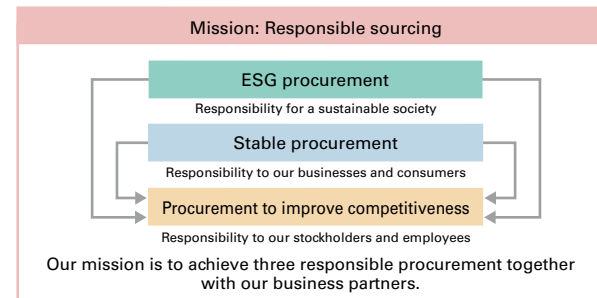 Mission: Responsible sourcing
ESG procurement
Responsibility for a sustainable society
Stable procurement
Responsibility to our businesses and consumers
Procurement to improve competitiveness
Responsibility to our stockholders and employees
Our mission is to achieve three responsible procurement together
with our business partners.